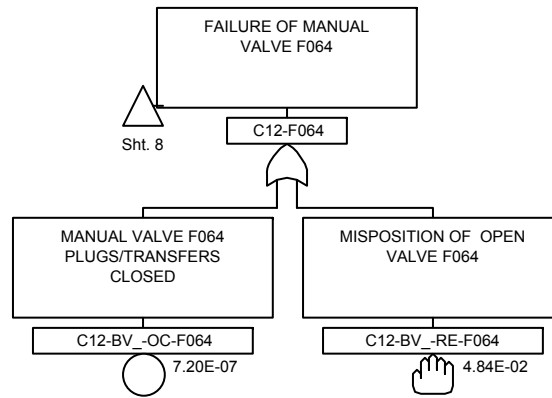 FAILURE OF MANUAL
VALVE F064
Sht. 8
C12-F064
MANUAL VALVE F064
PLUGS/TRANSFERS
CLOSED
MISPOSITION OF OPEN
VALVE F064
C12-BV_-OC-F064
C12-BV_-RE-F064
7.20E-07
4.84E-02